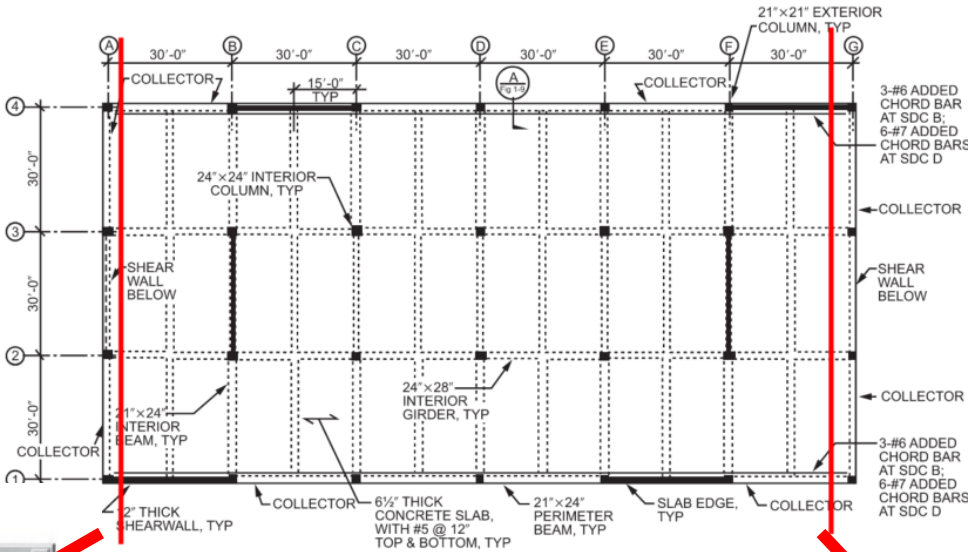 21"×21" EXTERIOR
COLUMN, TYP
A
B
C
D
E
F
G
30'-0"
30'-0"
30'-0"
30'-0"
30'-0"
30'-0"
COLLECTOR
15'-0"
TYP
A
Fig 1-9
COLLECTOR
4
3-#6 ADDED
CHORD BAR
AT SDC B;
6-#7 ADDED
CHORD BARS
AT SDC D
30'-0"
24"×24" INTERIOR
COLUMN, TYP
COLLECTOR
3
SHEAR
WALL
BELOW
SHEAR
WALL
BELOW
30'-0"
2
24"×28"
INTERIOR
GIRDER, TYP
COLLECTOR
21"×24"
INTERIOR
BEAM, TYP
30'-0"
COLLECTOR
3-#6 ADDED
CHORD BAR
AT SDC B;
6-#7 ADDED
CHORD BARS
AT SDC D
1
12" THICK
SHEARWALL, TYP
COLLECTOR
6½" THICK
CONCRETE SLAB,
WITH #5 @ 12"
TOP & BOTTOM, TYP
21"×24"
PERIMETER
BEAM, TYP
SLAB EDGE,
TYP
COLLECTOR